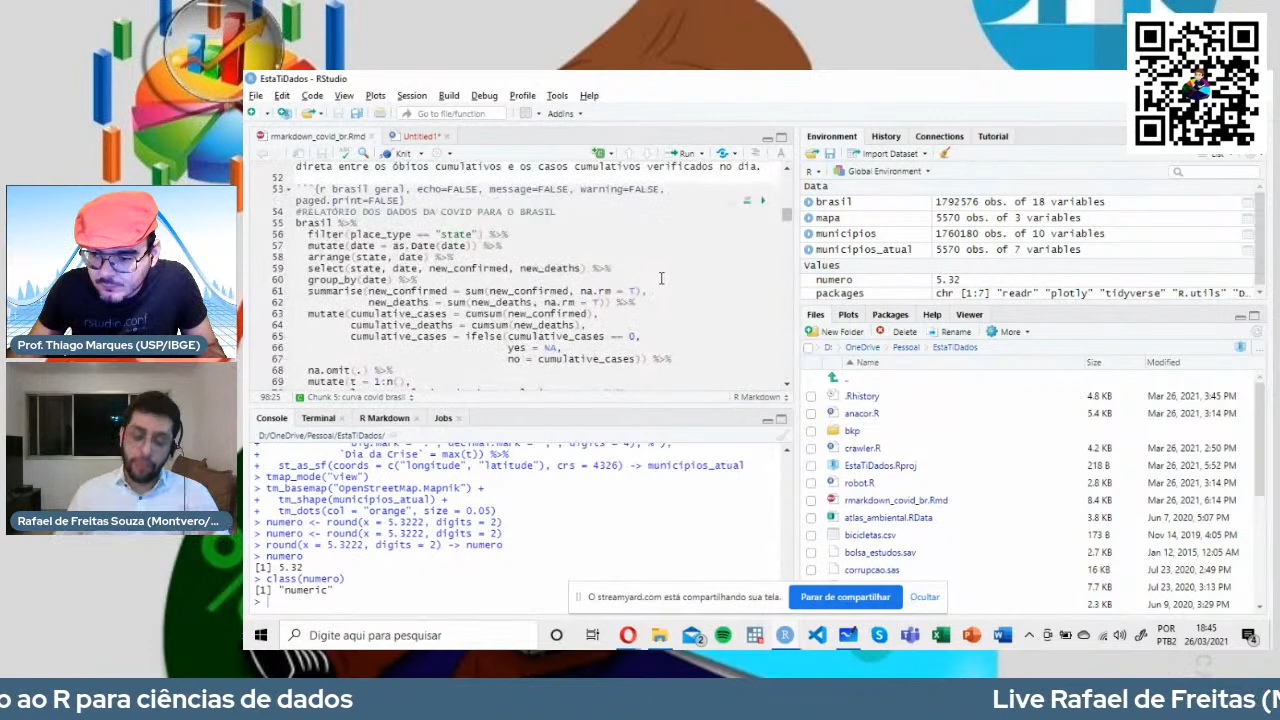 EstaTiDados - RStudio
File Edit Code View Plots Session Build Debug Profile Tools Help
Go to file/function Addins
rmarkdown_covid_br.Rmd Untitled1*
Knit Run
direta entre os óbitos cumulativos e os casos cumulativos verificados no dia.
52
53 ```{r brasil geral, echo=FALSE, message=FALSE, warning=FALSE,
paged.print=FALSE}
54 #RELATÓRIO DOS DADOS DA COVID PARA O BRASIL
55 brasil %>%
56 filter(place_type == "state") %>%
57 mutate(date = as.Date(date)) %>%
58 arrange(state, date) %>%
59 select(state, date, new_confirmed, new_deaths) %>%
60 group_by(date) %>%
61 summarise(new_confirmed = sum(new_confirmed, na.rm = T),
62 new_deaths = sum(new_deaths, na.rm = T)) %>%
63 mutate(cumulative_cases = cumsum(new_confirmed),
64 cumulative_deaths = cumsum(new_deaths),
65 cumulative_cases = ifelse(cumulative_cases == 0,
66 yes = NA,
67 no = cumulative_cases)) %>%
68 na.omit(.) %>%
69 mutate(t = 1:n(),
98:25 Chunk 5: curva covid brasil R Markdown
Console Terminal R Markdown Jobs
D:/OneDrive/Pessoal/EstaTiDados/
+ big.mark = ".", decimal.mark = ",", digits = 4), "%"),
+ `Dia da Crise` = max(t)) %>%
+ st_as_sf(coords = c("longitude", "latitude"), crs = 4326) -> municipios_atual
> tmap_mode("view")
> tm_basemap("OpenStreetMap.Mapnik") +
+ tm_shape(municipios_atual) +
+ tm_dots(col = "orange", size = 0.05)
> numero <- round(x = 5.3222, digits = 2)
> numero <- round(x = 5.3222, digits = 2)
> round(x = 5.3222, digits = 2) -> numero
> numero
[1] 5.32
> class(numero)
[1] "numeric"
>
Environment History Connections Tutorial
Import Dataset List
R Global Environment
Data
brasil 1792576 obs. of 18 variables
mapa 5570 obs. of 3 variables
municipios 1760180 obs. of 10 variables
municipios_atual 5570 obs. of 7 variables
values
numero 5.32
packages chr [1:7] "readr" "plotly" "tidyverse" "R.utils" "D…
Files Plots Packages Help Viewer
New Folder Delete Rename More
D: OneDrive Pessoal EstaTiDados
Name Size Modified
..
.Rhistory 4.8 KB Mar 26, 2021, 3:45 PM
anacor.R 5.4 KB Mar 26, 2021, 3:14 PM
bkp
crawler.R 4.2 KB Mar 26, 2021, 2:50 PM
EstaTiDados.Rproj 218 B Mar 26, 2021, 5:52 PM
robot.R 2.8 KB Mar 26, 2021, 3:14 PM
rmarkdown_covid_br.Rmd 8.4 KB Mar 26, 2021, 6:14 PM
atlas_ambiental.RData 3.8 KB Jun 7, 2020, 5:07 PM
bicicletas.csv 173 B Nov 14, 2019, 4:05 PM
bolsa_estudos.sav 2.7 KB Jan 12, 2015, 12:05 AM
corrupcao.sas 16 KB Jul 23, 2020, 2:49 PM
7.7 KB Jul 23, 2020, 3:13 PM
2.3 KB Jun 9, 2020, 3:29 PM
O streamyard.com está compartilhando sua tela. Parar de compartilhar Ocultar
Digite aqui para pesquisar
POR
PTB2
18:45
26/03/2021
rstudio.conf
Prof. Thiago Marques (USP/IBGE)
Rafael de Freitas Souza (Montvero/...
o ao R para ciências de dados
Live Rafael de Freitas (M